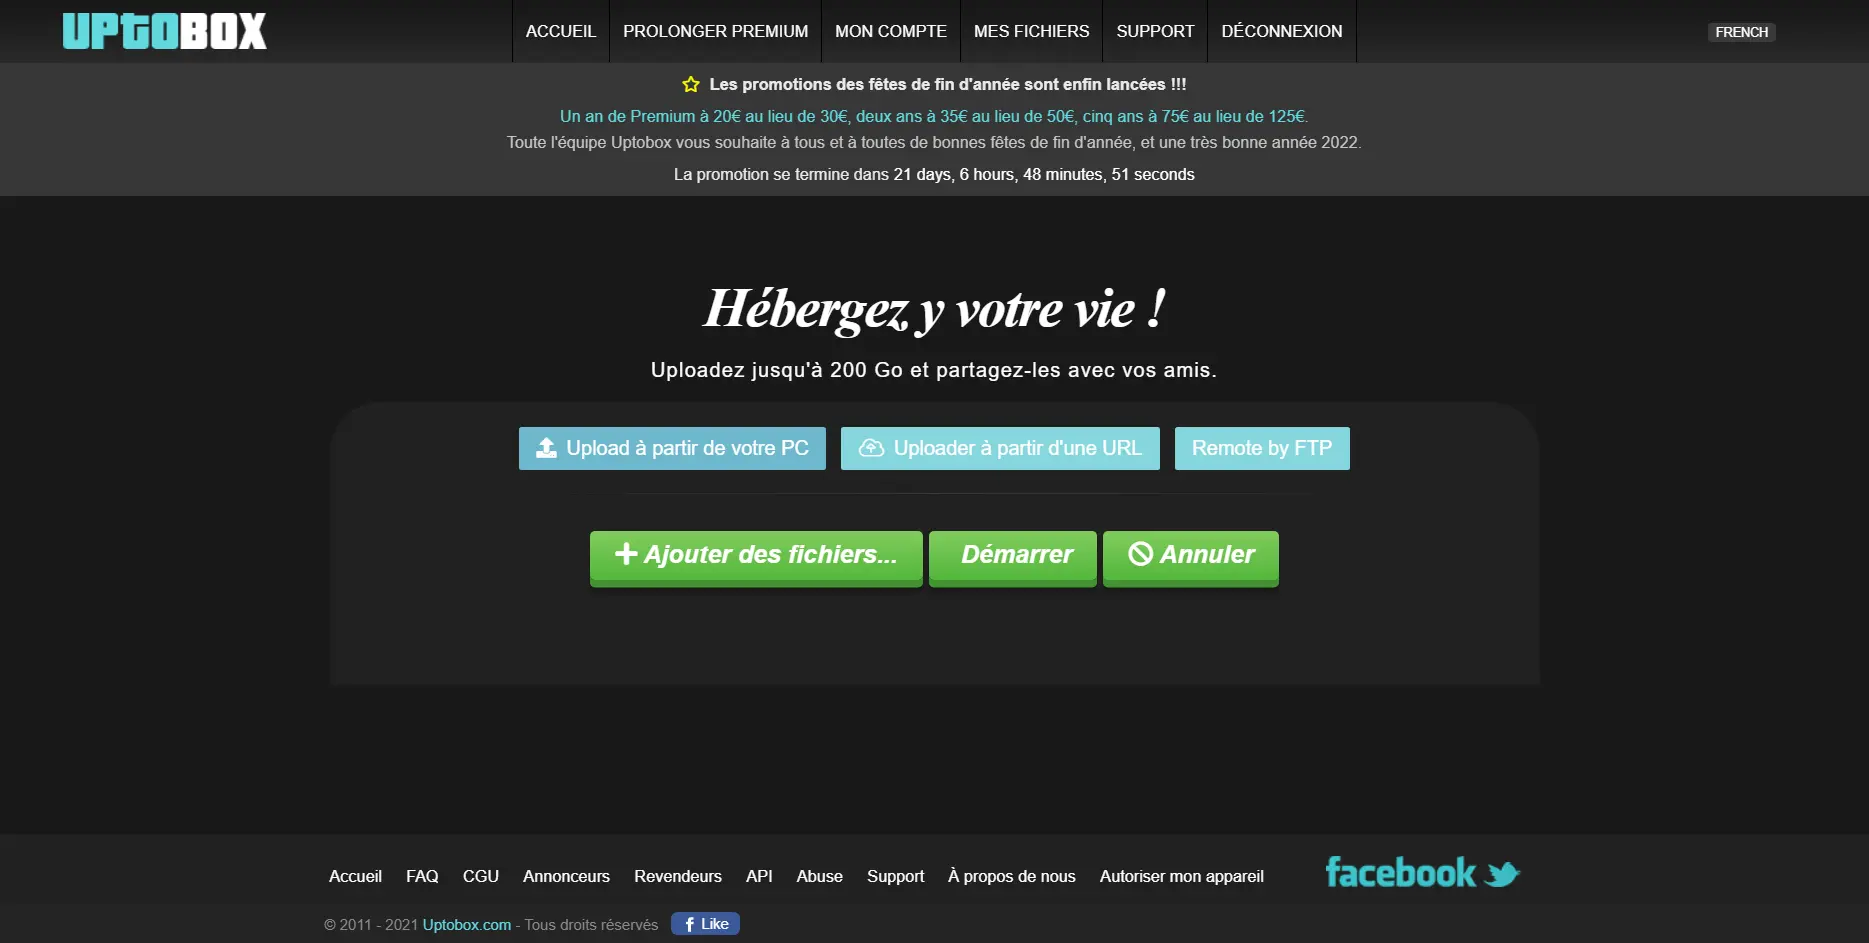 UPtOBOX
ACCUEIL PROLONGER PREMIUM MON COMPTE MES FICHIERS SUPPORT DÉCONNEXION FRENCH
Les promotions des fêtes de fin d'année sont enfin lancées !!!
Un an de Premium à 20€ au lieu de 30€, deux ans à 35€ au lieu de 50€, cinq ans à 75€ au lieu de 125€.
Toute l'équipe Uptobox vous souhaite à tous et à toutes de bonnes fêtes de fin d'année, et une très bonne année 2022.
La promotion se termine dans 21 days, 6 hours, 48 minutes, 51 seconds
Hébergez y votre vie !
Uploadez jusqu'à 200 Go et partagez-les avec vos amis.
Upload à partir de votre PC Uploader à partir d'une URL Remote by FTP
Ajouter des fichiers... Démarrer Annuler
Accueil FAQ CGU Annonceurs Revendeurs API Abuse Support À propos de nous Autoriser mon appareil facebook
© 2011 - 2021 Uptobox.com - Tous droits réservés Like